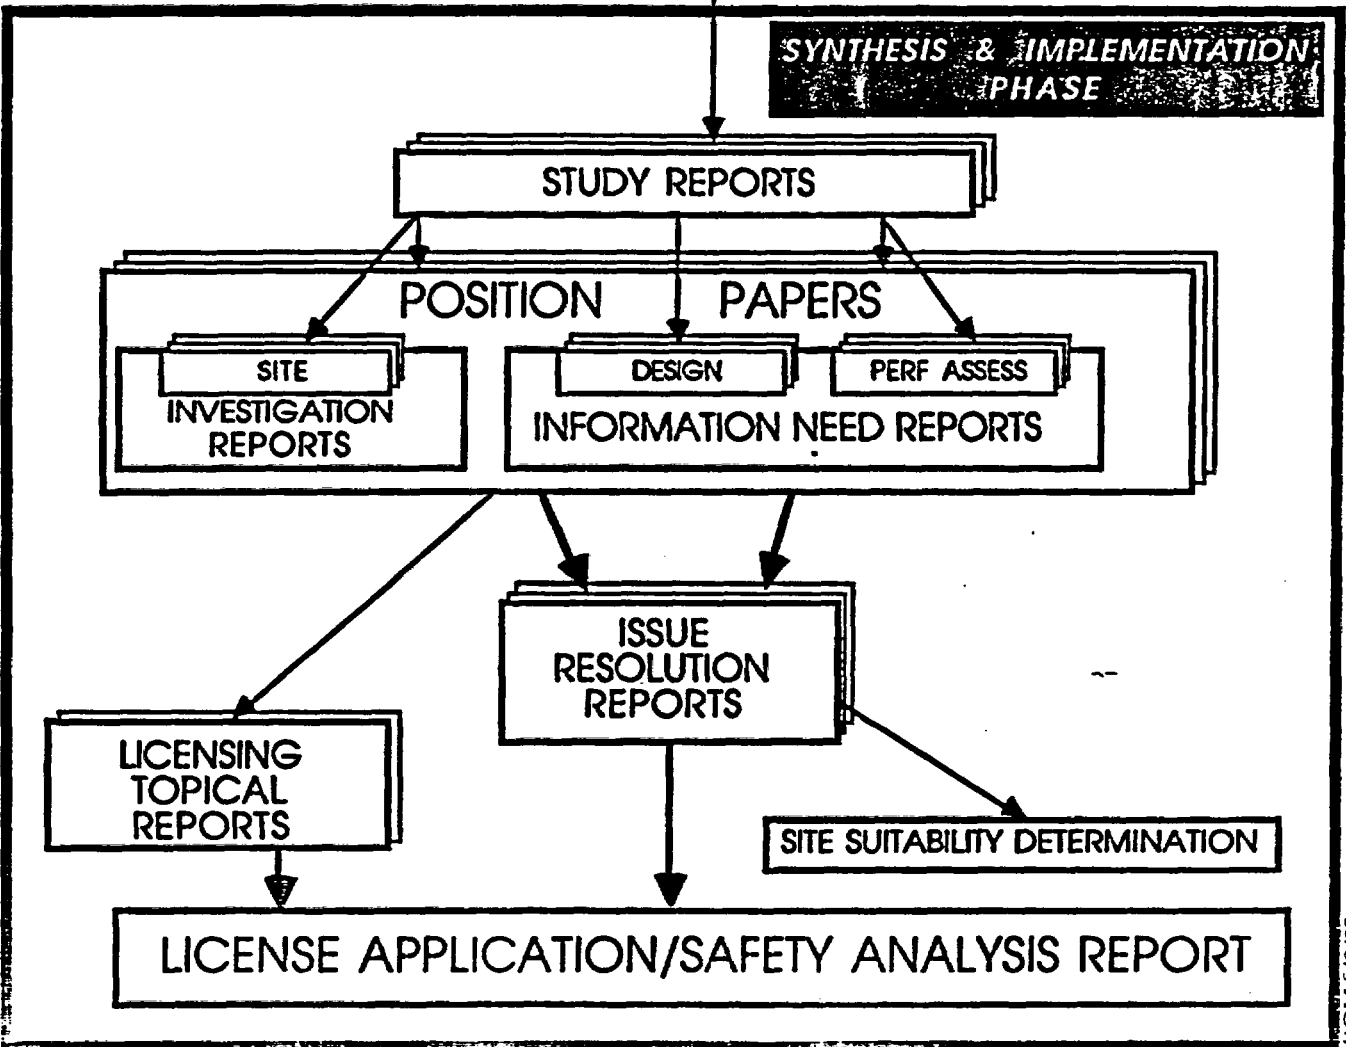 SYNTHESIS & IMPLEMENTATION
PHASE
STUDY REPORTS
POSITION PAPERS
SITE
INVESTIGATION
REPORTS
DESIGN
PERF ASSESS
INFORMATION NEED REPORTS
ISSUE
RESOLUTION
REPORTS
LICENSING
TOPICAL
REPORTS
SITE SUITABILITY DETERMINATION
LICENSE APPLICATION/SAFETY ANALYSIS REPORT